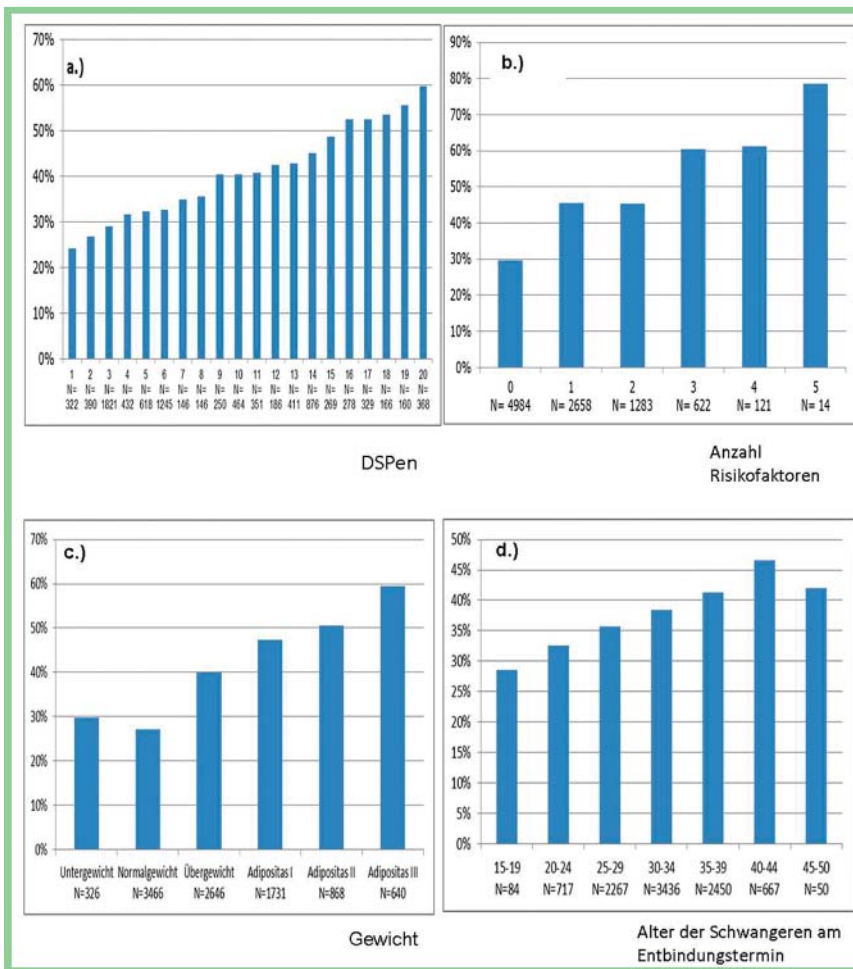 a.)
70%
60%
50%
40%
30%
20%
10%
0%
1 2 3 4 5 6 7 8 9 10 11 12 13 14 15 16 17 18 19 20
N= N= N= N= N= N= N= N= N= N= N= N= N= N= N= N= N= N= N= N=
322 390 1821 432 618 1245 146 146 250 464 351 186 411 876 269 278 329 166 160 368
DSPen
b.)
90%
80%
70%
60%
50%
40%
30%
20%
10%
0%
0 1 2 3 4 5
N= 4984 N= 2658 N= 1283 N= 622 N= 121 N= 14
Anzahl
Risikofaktoren
c.)
70%
60%
50%
40%
30%
20%
10%
0%
Untergewicht Normalgewicht Übergewicht Adipositas I Adipositas II Adipositas III
N=326 N=3466 N=2646 N=1731 N=868 N=640
Gewicht
d.)
50%
45%
40%
35%
30%
25%
20%
15%
10%
5%
0%
15-19 20-24 25-29 30-34 35-39 40-44 45-50
N=84 N=717 N=2267 N=3436 N=2450 N=667 N=50
Alter der Schwangeren am
Entbindungstermin